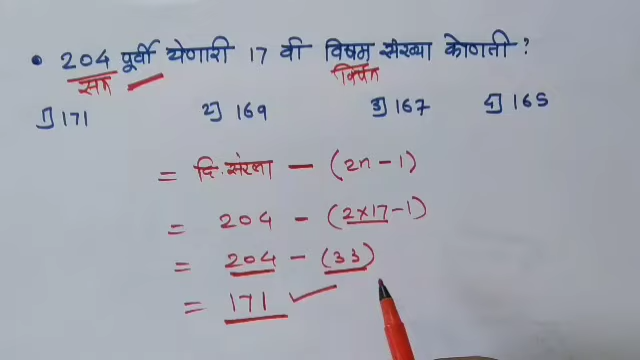 • 204 पूर्वी येणारी 17 वी विषम संख्या कोणती?
सम विषम
1] 171 2] 169 3] 167 4] 165
= दि. संख्या - (2n - 1)
= 204 - (2×17-1)
= 204 - (33)
= 171 ✓